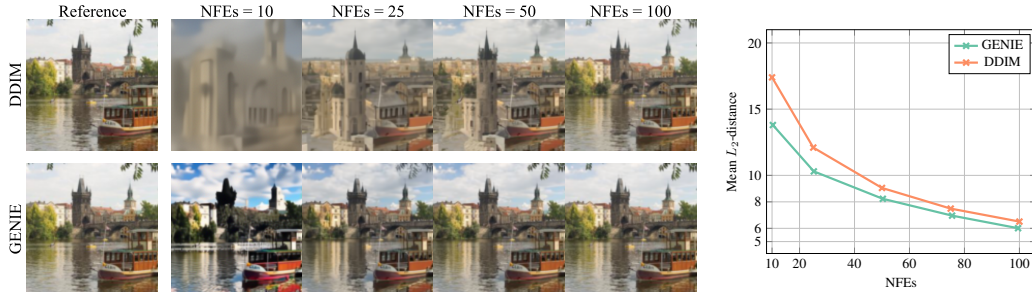 Reference NFEs = 10 NFEs = 25 NFEs = 50 NFEs = 100
DDIM
GENIE
GENIE
DDIM
Mean L2-distance
20
15
10
8
6
5
10 20 40 60 80 100
NFEs